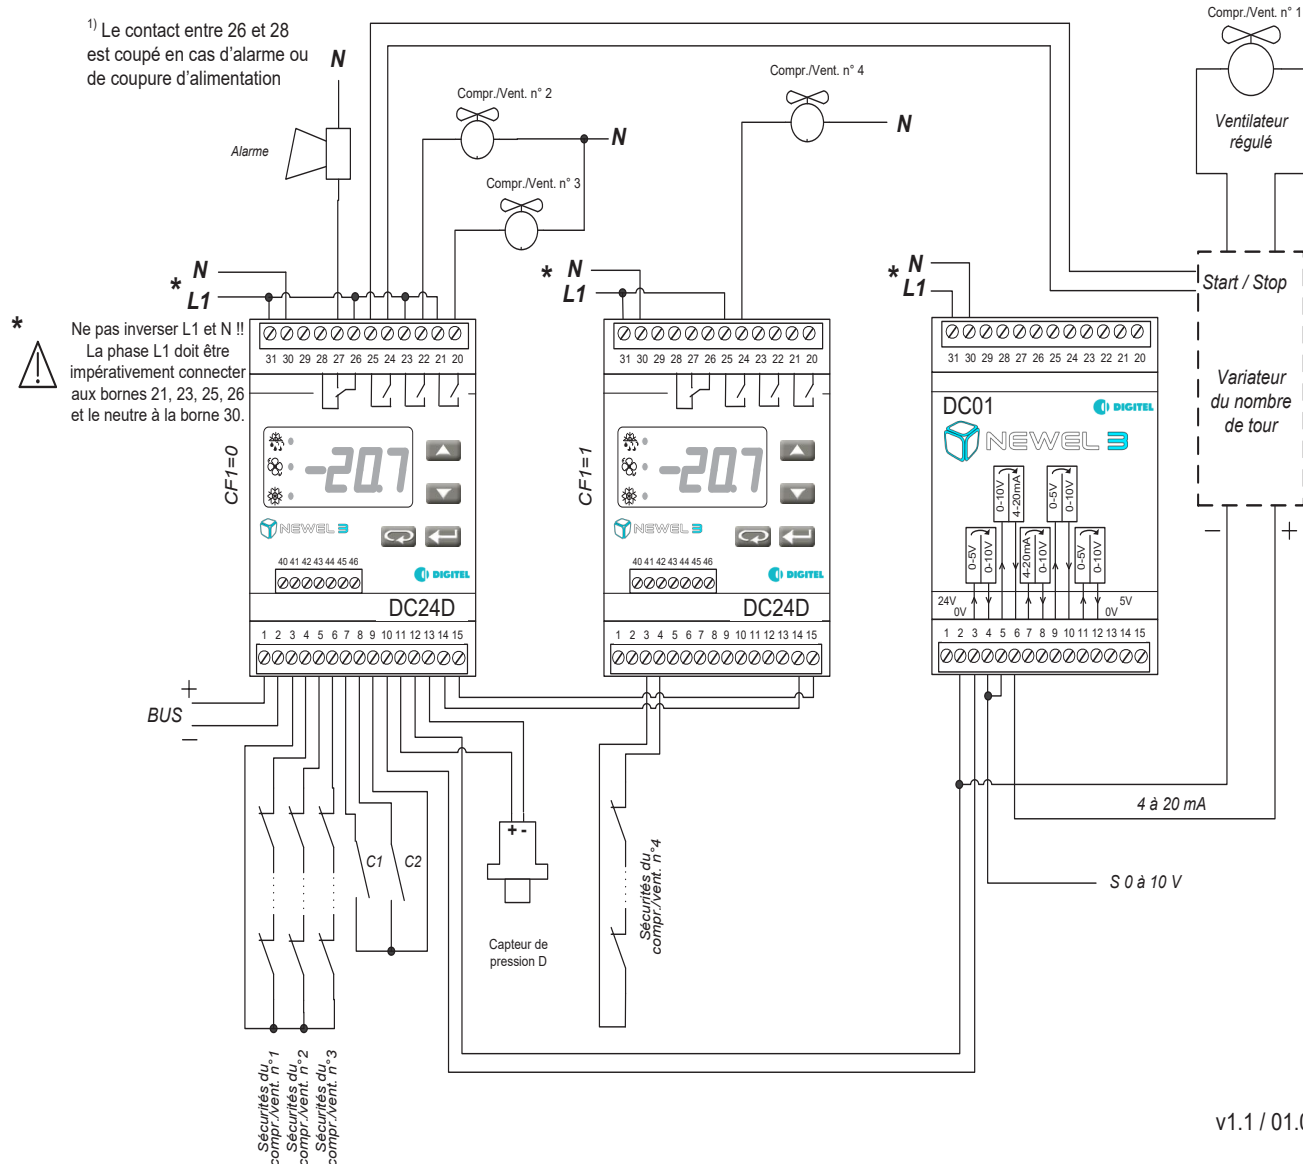 1) Le contact entre 26 et 28
est coupé en cas d'alarme ou
de coupure d'alimentation
N
Alarme
Compr./Vent. n° 2
N
Compr./Vent. n° 3
Compr./Vent. n° 4
N
Compr./Vent. n° 1
Ventilateur
régulé
Start / Stop
Variateur
du nombre
de tour
− +
* N
L1
* N
L1
* N
L1
*
Ne pas inverser L1 et N !!
La phase L1 doit être
impérativement connecter
aux bornes 21, 23, 25, 26
et le neutre à la borne 30.
31 30 29 28 27 26 25 24 23 22 21 20
CF1=0
-20.7
NEWEL 3
40 41 42 43 44 45 46
DIGITEL
DC24D
1 2 3 4 5 6 7 8 9 10 11 12 13 14 15
31 30 29 28 27 26 25 24 23 22 21 20
CF1=1
-20.7
NEWEL 3
40 41 42 43 44 45 46
DIGITEL
DC24D
1 2 3 4 5 6 7 8 9 10 11 12 13 14 15
31 30 29 28 27 26 25 24 23 22 21 20
DC01
DIGITEL
NEWEL 3
0-10V
4-20mA
0-5V
0-10V
0-5V
0-10V
4-20mA
0-10V
0-5V
0-10V
24V
0V
5V
0V
1 2 3 4 5 6 7 8 9 10 11 12 13 14 15
+
BUS
−
C1
C2
+ -
Capteur de
pression D
Sécurités du
compr./vent. n°4
4 à 20 mA
S 0 à 10 V
Sécurités du
compr./vent. n°1
Sécurités du
compr./vent. n°2
Sécurités du
compr./vent. n°3
v1.1 / 01.0